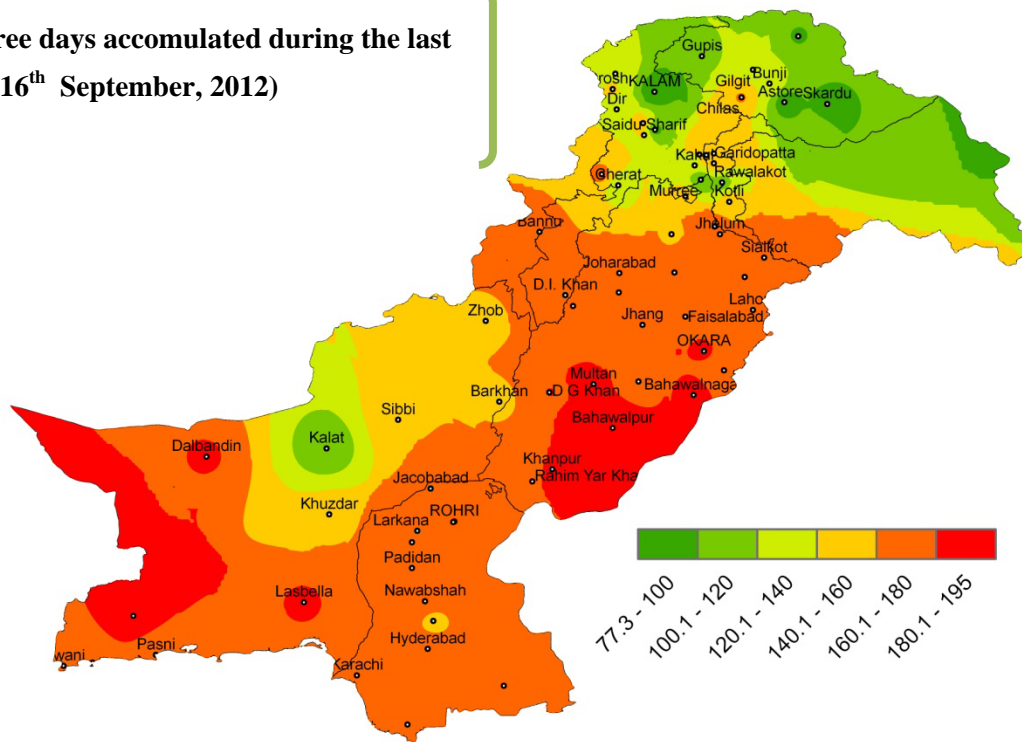 ree days accomulated during the last
16th September, 2012)
Gupis
rosh KALAM
Gilgit Bunji
Dir
Astore Skardu
Chilas
Saidu Sharif
Garidopatta
Cherat
Rawalakot
Murree Kotli
Bannu
Jhelum
Sialkot
Joharabad
D.I. Khan
Laho
Zhob
Jhang
Faisalabad
OKARA
Multan
Barkhan
D G Khan
Bahawalnaga
Sibbi
Bahawalpur
Kalat
Dalbandin
Khanpur
Jacobabad
Rahim Yar Kha
Khuzdar
ROHRI
Larkana
Padidan
Lasbella
Nawabshah
Hyderabad
Pasni
wani
Karachi
77.3 - 100
100.1 - 120
120.1 - 140
140.1 - 160
160.1 - 180
180.1 - 195